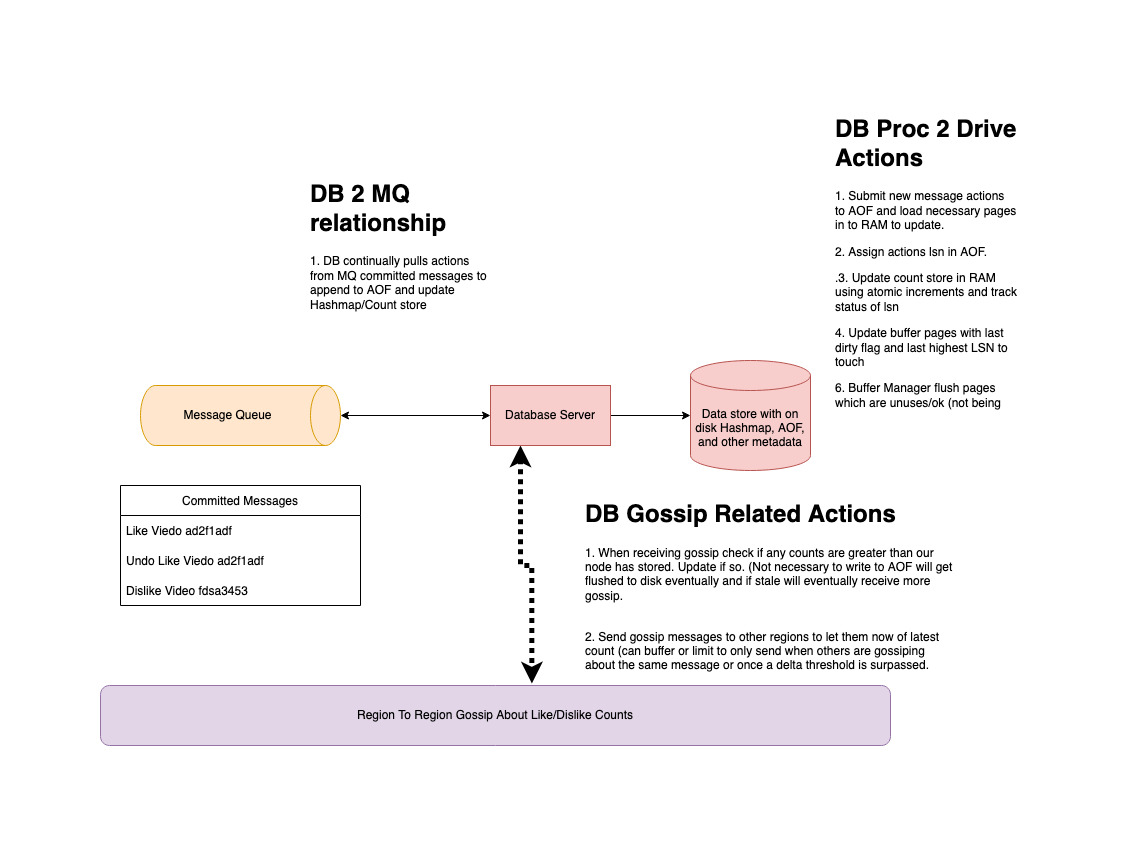 DB Proc 2 Drive
Actions
1. Submit new message actions
to AOF and load necessary pages
in to RAM to update.
2. Assign actions lsn in AOF.
.3. Update count store in RAM
using atomic increments and track
status of lsn
4. Update buffer pages with last
dirty flag and last highest LSN to
touch
6. Buffer Manager flush pages
which are unuses/ok (not being
DB 2 MQ
relationship
1. DB continually pulls actions
from MQ committed messages to
append to AOF and update
Hashmap/Count store
Message Queue
Database Server
Data store with on
disk Hashmap, AOF,
and other metadata
Committed Messages
Like Viedo ad2f1adf
Undo Like Viedo ad2f1adf
Dislike Video fdsa3453
DB Gossip Related Actions
1. When receiving gossip check if any counts are greater than our
node has stored. Update if so. (Not necessary to write to AOF will get
flushed to disk eventually and if stale will eventually receive more
gossip.
2. Send gossip messages to other regions to let them now of latest
count (can buffer or limit to only send when others are gossiping
about the same message or once a delta threshold is surpassed.
Region To Region Gossip About Like/Dislike Counts